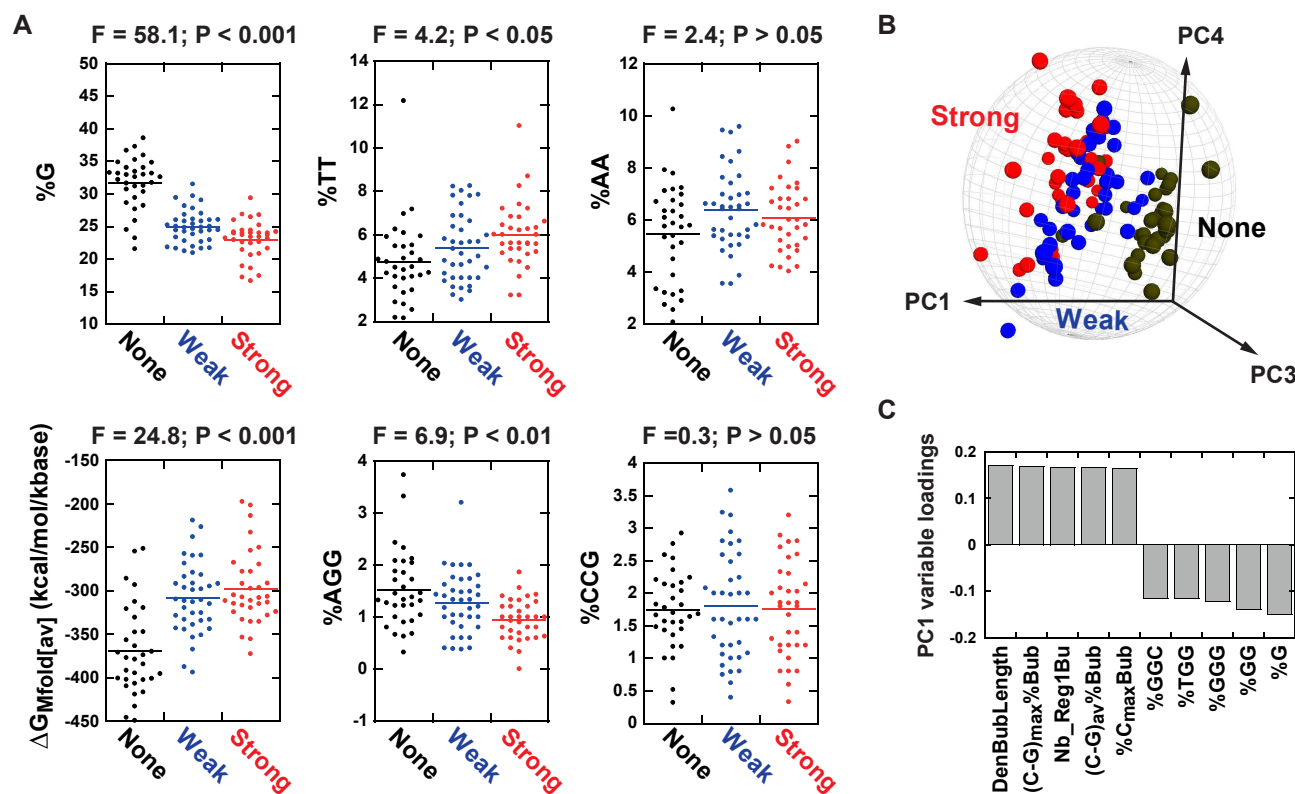 A
F = 58.1; P < 0.001
F = 4.2; P < 0.05
F = 2.4; P > 0.05
%G
50
45
40
35
30
25
20
15
10
None
Weak
Strong
%TT
14
12
10
8
6
4
2
None
Weak
Strong
%AA
12
10
8
6
4
2
None
Weak
Strong
F = 24.8; P < 0.001
F = 6.9; P < 0.01
F =0.3; P > 0.05
ΔGMfold[av] (kcal/mol/kbase)
-150
-200
-250
-300
-350
-400
-450
None
Weak
Strong
%AGG
4
3
2
1
0
-1
None
Weak
Strong
%CCG
4
3.5
3
2.5
2
1.5
1
0.5
0
None
Weak
Strong
B
PC4
Strong
None
PC1
Weak
PC3
C
PC1 variable loadings
0.2
0.1
0
-0.1
-0.2
DenBubLength
(C-G)max%Bub
Nb_Reg1Bu
(C-G)av%Bub
%CmaxBub
%GGC
%TGG
%GGG
%GG
%G